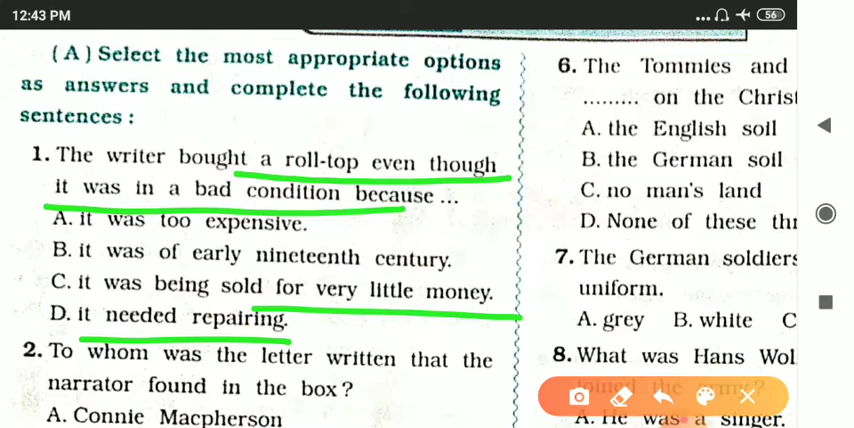 12:43 PM
56
(A) Select the most appropriate options
as answers and complete the following
sentences :
1. The writer bought a roll-top even though
it was in a bad condition because ...
A. it was too expensive.
B. it was of early nineteenth century.
C. it was being sold for very little money.
D. it needed repairing.
2. To whom was the letter written that the
narrator found in the box?
A. Connie Macpherson
6. The Tommies and
......... on the Christ
A. the English soil
B. the German soil
C. no man's land
D. None of these
7. The German soldiers
uniform.
A. grey B. white C
8. What was Hans Wol
joined the army?
A. He was a singer.